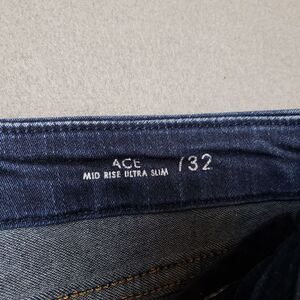 ACE /32
MID RISE ULTRA SLIM